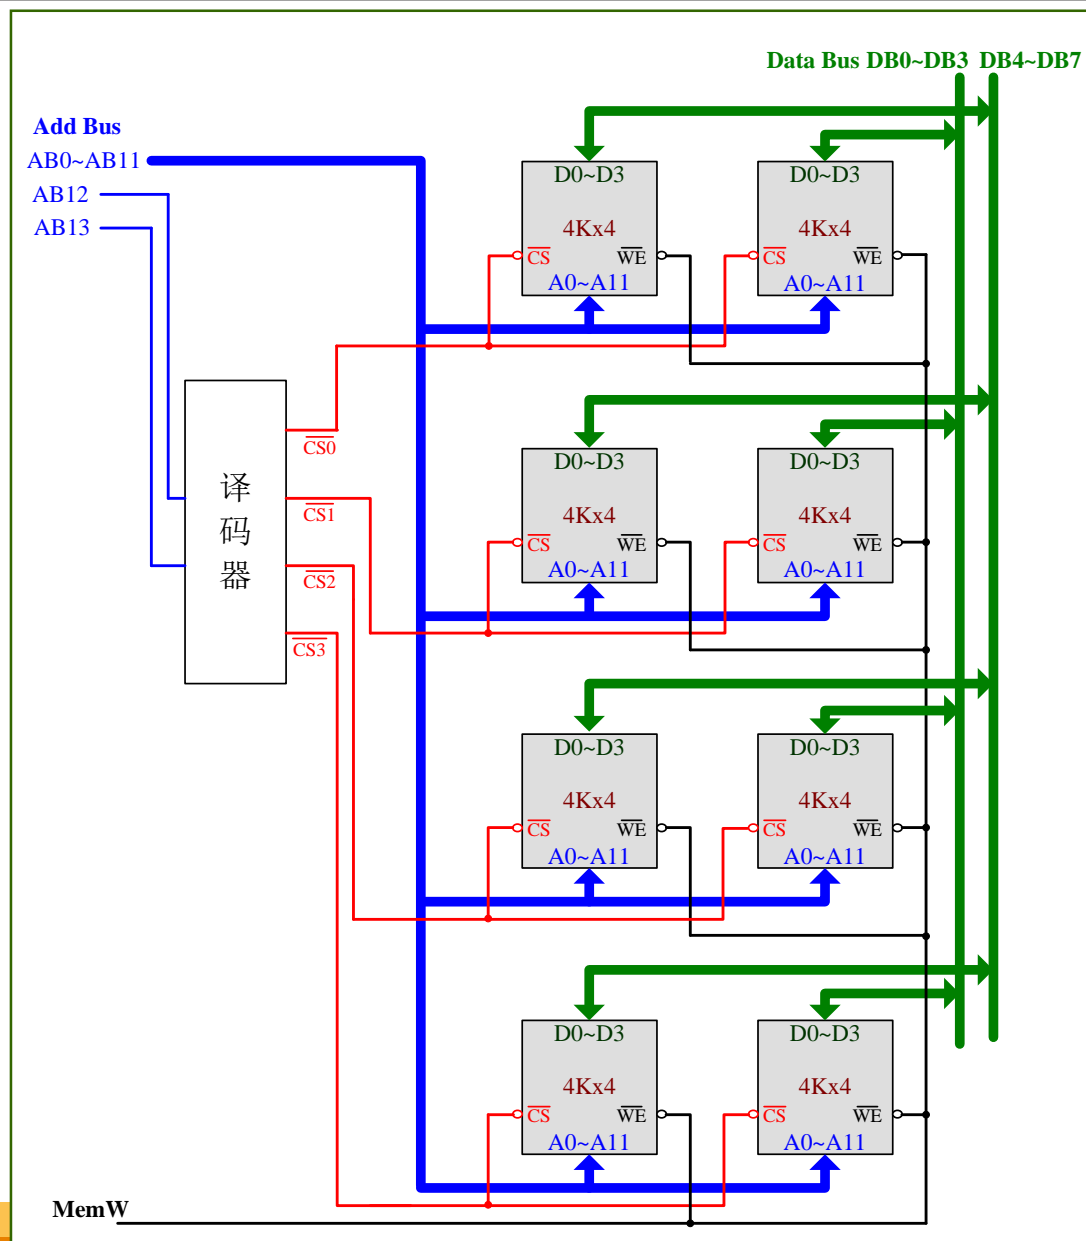 Data Bus DB0~DB3 DB4~DB7
Add Bus
AB0~AB11
AB12
AB13
D0~D3 D0~D3
4Kx4 4Kx4
CS WE CS WE
A0~A11 A0~A11
CS0
CS1
CS2
CS3
译
码
器
D0~D3 D0~D3
4Kx4 4Kx4
CS WE CS WE
A0~A11 A0~A11
D0~D3 D0~D3
4Kx4 4Kx4
CS WE CS WE
A0~A11 A0~A11
D0~D3 D0~D3
4Kx4 4Kx4
CS WE CS WE
A0~A11 A0~A11
MemW